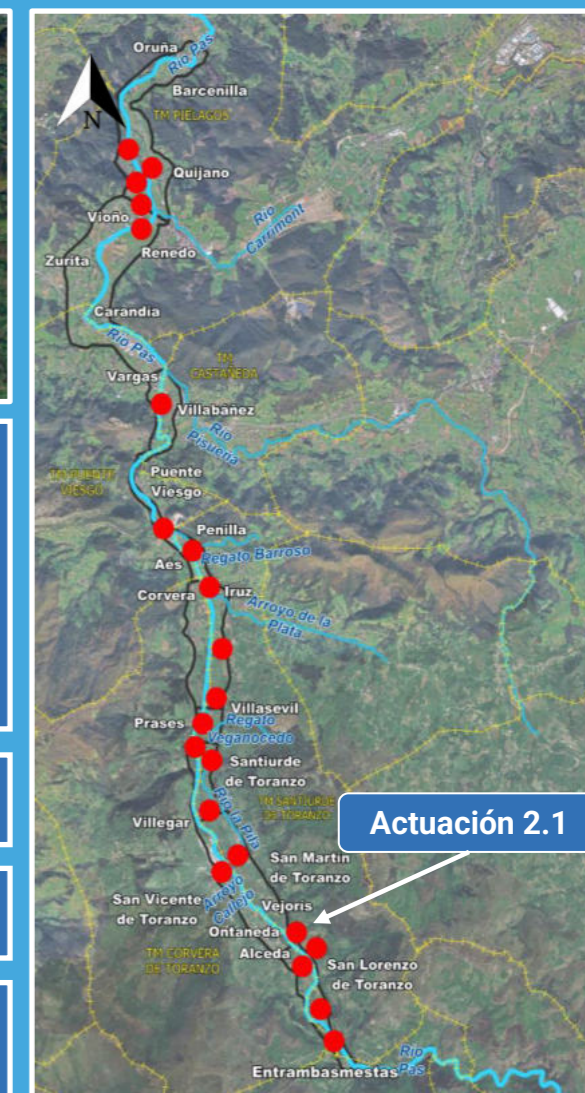 Oruña
Río Pas
Barcenilla
N
TM PIÉLAGOS
Quijano
Vioño
Río
Carrimont
Renedo
Zurita
Carandia
Río Pas
Vargas
TM
CASTAÑEDA
Villabáñez
Río
Pisueña
TM PUENTE
VIESGO
Puente
Viesgo
Penilla
Aes
Regato Barroso
Corvera
Iruz
Arroyo de la
Plata
Villasevil
Prases
Regato
Veganocedo
Santiurde
de Toranzo
TM SANTIURDE
DE TORANZO
Río la Pila
Villegar
Actuación 2.1
San Martín
de Toranzo
San Vicente
de Toranzo
Arroyo
Callejo
Vejoris
Ontaneda
Alceda
TM CORVERA
DE TORANZO
San Lorenzo
de Toranzo
Entrambasmestas
Río
Pas